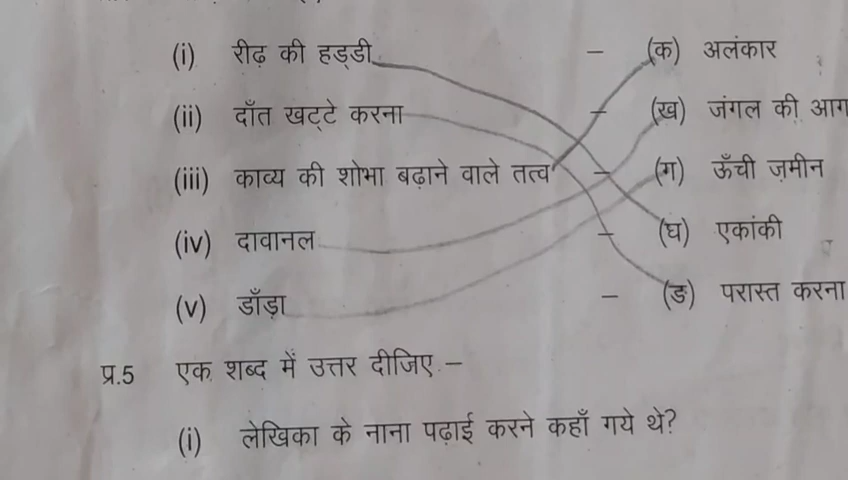 (i) रीढ़ की हड्डी – (क) अलंकार
(ii) दाँत खट्टे करना – (ख) जंगल की आग
(iii) काव्य की शोभा बढ़ाने वाले तत्व – (ग) ऊँची ज़मीन
(iv) दावानल – (घ) एकांकी
(v) डाँड़ा – (ङ) परास्त करना
प्र.5 एक शब्द में उत्तर दीजिए –
(i) लेखिका के नाना पढ़ाई करने कहाँ गये थे?